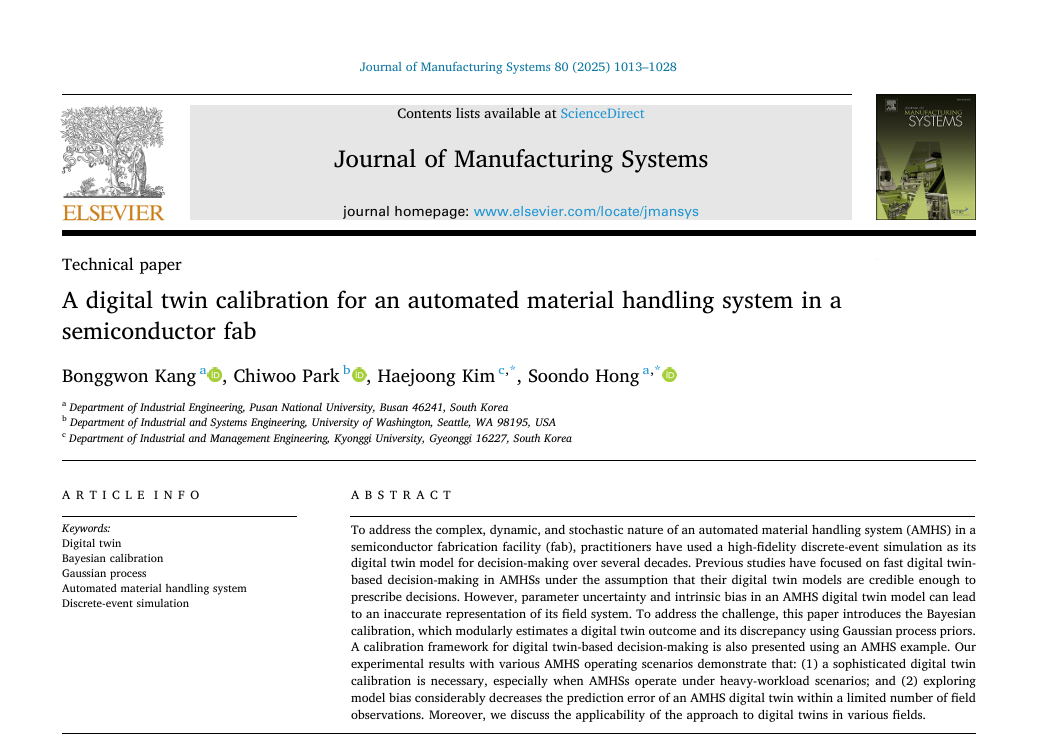 Journal of Manufacturing Systems 80 (2025) 1013–1028
Contents lists available at ScienceDirect
Journal of Manufacturing Systems
journal homepage: www.elsevier.com/locate/jmansys
ELSEVIER
MANUFACTURING
SYSTEMS
Technical paper
A digital twin calibration for an automated material handling system in a
semiconductor fab
Bonggwon Kang a, Chiwoo Park b, Haejoong Kim c,*, Soondo Hong a,*
a Department of Industrial Engineering, Pusan National University, Busan 46241, South Korea
b Department of Industrial and Systems Engineering, University of Washington, Seattle, WA 98195, USA
c Department of Industrial and Management Engineering, Kyonggi University, Gyeonggi 16227, South Korea
ARTICLE INFO
Keywords:
Digital twin
Bayesian calibration
Gaussian process
Automated material handling system
Discrete-event simulation
ABSTRACT
To address the complex, dynamic, and stochastic nature of an automated material handling system (AMHS) in a
semiconductor fabrication facility (fab), practitioners have used a high-fidelity discrete-event simulation as its
digital twin model for decision-making over several decades. Previous studies have focused on fast digital twin-
based decision-making in AMHSs under the assumption that their digital twin models are credible enough to
prescribe decisions. However, parameter uncertainty and intrinsic bias in an AMHS digital twin model can lead
to an inaccurate representation of its field system. To address the challenge, this paper introduces the Bayesian
calibration, which modularly estimates a digital twin outcome and its discrepancy using Gaussian process priors.
A calibration framework for digital twin-based decision-making is also presented using an AMHS example. Our
experimental results with various AMHS operating scenarios demonstrate that: (1) a sophisticated digital twin
calibration is necessary, especially when AMHSs operate under heavy-workload scenarios; and (2) exploring
model bias considerably decreases the prediction error of an AMHS digital twin within a limited number of field
observations. Moreover, we discuss the applicability of the approach to digital twins in various fields.